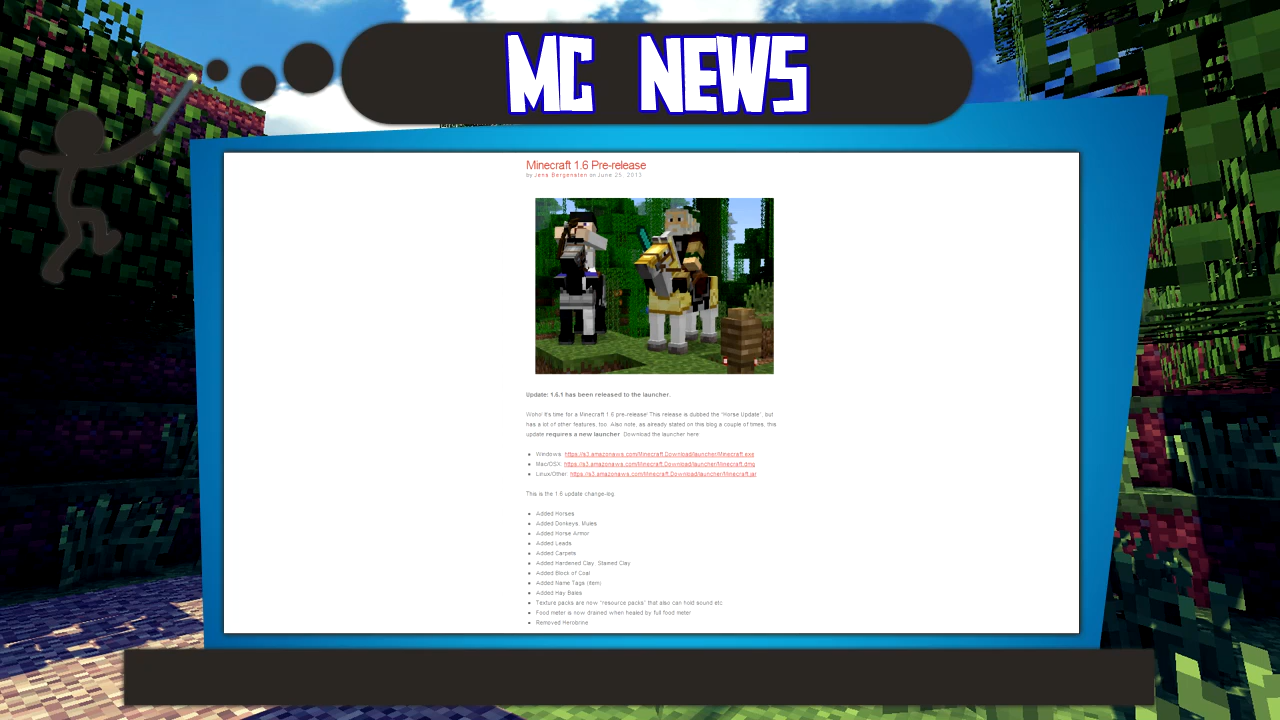 MC NEWS
Minecraft 1.6 Pre-release
by Jens Bergensten on June 25, 2013
Update: 1.6.1 has been released to the launcher.
Woho! It's time for a Minecraft 1.6 pre-release! This release is dubbed the "Horse Update", but
has a lot of other features, too. Also note, as already stated on this blog a couple of times, this
update requires a new launcher. Download the launcher here:
Windows: https://s3.amazonaws.com/Minecraft.Download/launcher/Minecraft.exe
Mac/OSX: https://s3.amazonaws.com/Minecraft.Download/launcher/Minecraft.dmg
Linux/Other: https://s3.amazonaws.com/Minecraft.Download/launcher/Minecraft.jar
This is the 1.6 update change-log:
Added Horses
Added Donkeys, Mules
Added Horse Armor
Added Leads
Added Carpets
Added Hardened Clay, Stained Clay
Added Block of Coal
Added Name Tags (item)
Added Hay Bales
Texture packs are now "resource packs" that also can hold sound etc
Food meter is now drained when healed by full food meter
Removed Herobrine